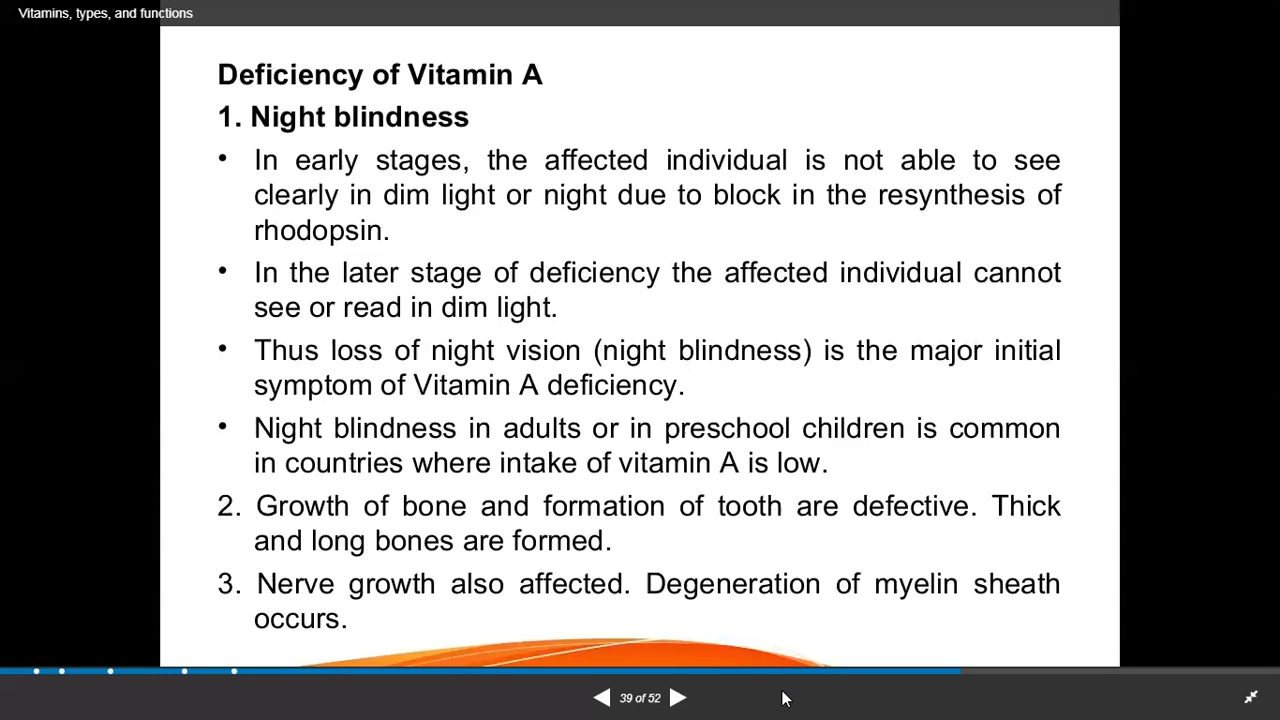 Vitamins, types, and functions
Deficiency of Vitamin A
1. Night blindness
• In early stages, the affected individual is not able to see
clearly in dim light or night due to block in the resynthesis of
rhodopsin.
• In the later stage of deficiency the affected individual cannot
see or read in dim light.
• Thus loss of night vision (night blindness) is the major initial
symptom of Vitamin A deficiency.
• Night blindness in adults or in preschool children is common
in countries where intake of vitamin A is low.
2. Growth of bone and formation of tooth are defective. Thick
and long bones are formed.
3. Nerve growth also affected. Degeneration of myelin sheath
occurs.
39 of 52